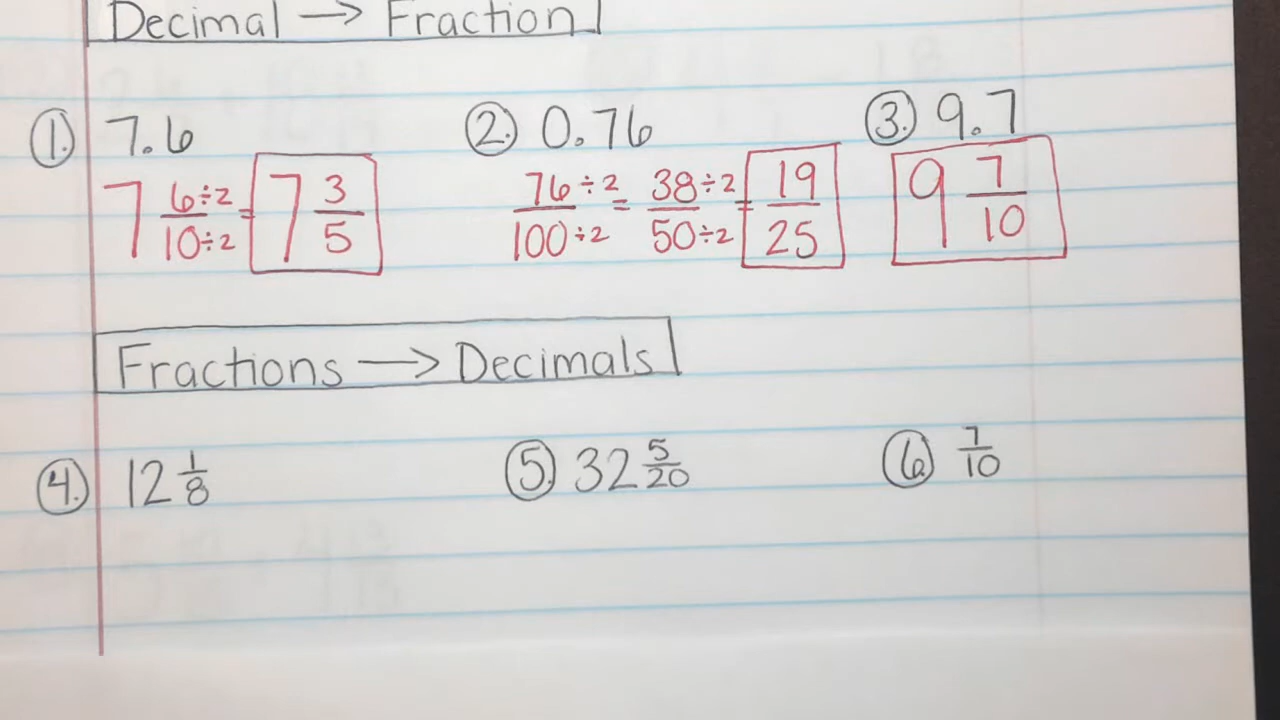 Decimal → Fraction
1. 7.6
7 6÷2/10÷2 = 7 3/5
2. 0.76
76÷2/100÷2 = 38÷2/50÷2 = 19/25
3. 9.7
9 7/10
Fractions → Decimals
4. 12 1/8
5. 32 5/20
6. 7/10